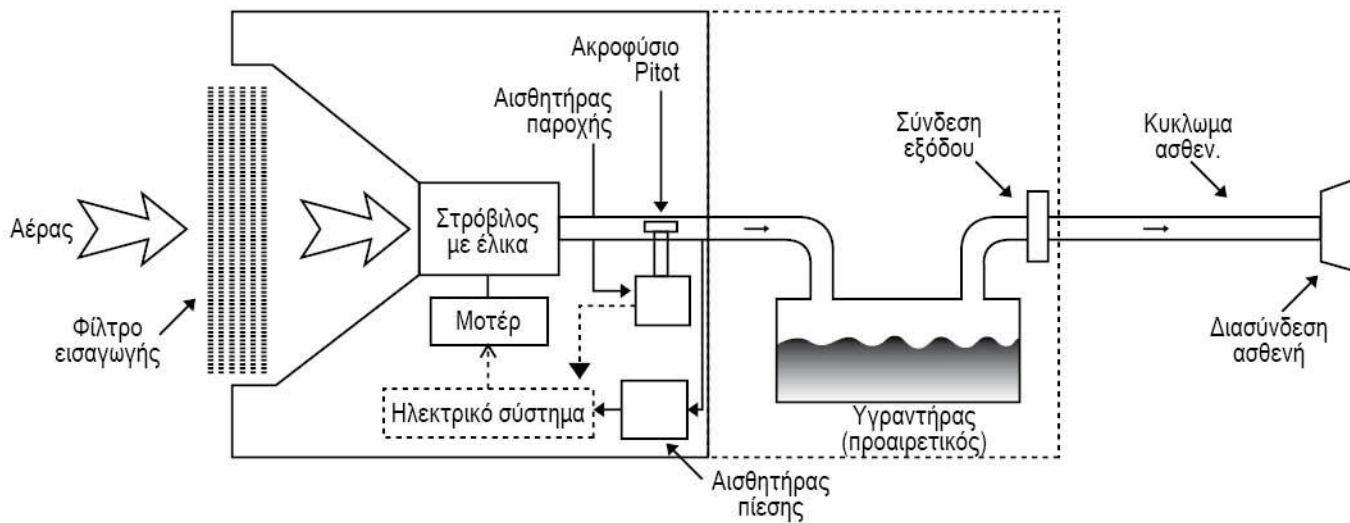 Ακροφύσιο
Pitot
Αισθητήρας
παροχής
Σύνδεση
εξόδου
Κυκλωμα
ασθεν.
Αέρας
Στρόβιλος
με έλικα
Φίλτρο
εισαγωγής
Μοτέρ
Διασύνδεση
ασθενή
Ηλεκτρικό σύστημα
Υγραντήρας
(προαιρετικός)
Αισθητήρας
πίεσης